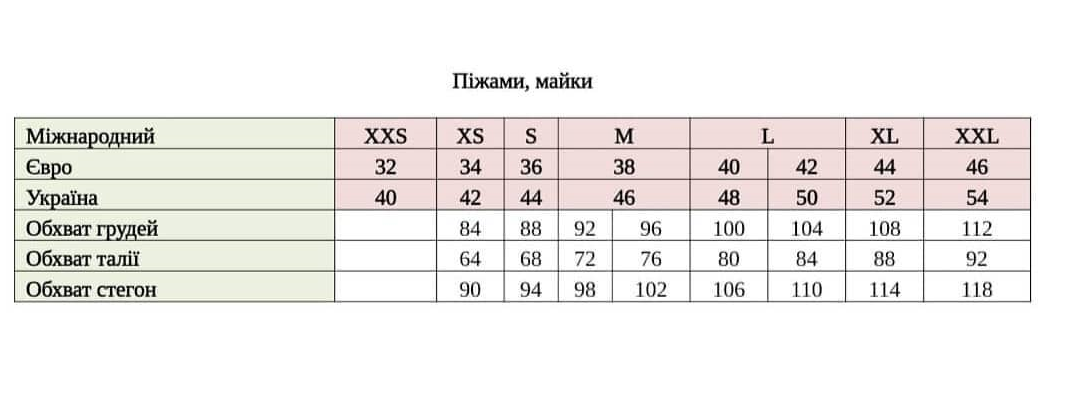 Піжами, майки
Міжнародний XXS XS S M L XL XXL
Євро 32 34 36 38 40 42 44 46
Україна 40 42 44 46 48 50 52 54
Обхват грудей 84 88 92 96 100 104 108 112
Обхват талії 64 68 72 76 80 84 88 92
Обхват стегон 90 94 98 102 106 110 114 118